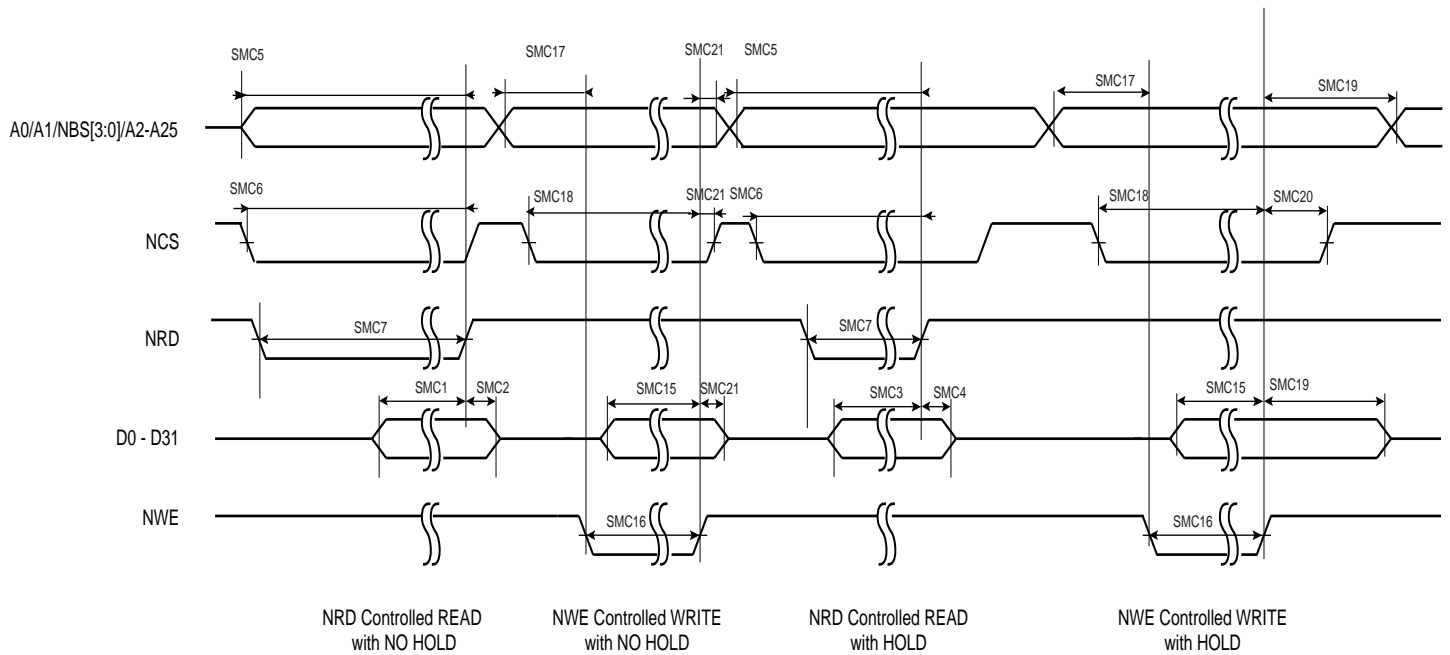 SMC5 SMC17 SMC21 SMC5 SMC17 SMC19
A0/A1/NBS[3:0]/A2-A25
SMC6 SMC18 SMC21 SMC6 SMC18 SMC20
NCS
NRD SMC7 SMC7
SMC1 SMC2 SMC15 SMC21 SMC3 SMC4 SMC15 SMC19
D0 - D31
NWE SMC16 SMC16
NRD Controlled READ
with NO HOLD
NWE Controlled WRITE
with NO HOLD
NRD Controlled READ
with HOLD
NWE Controlled WRITE
with HOLD